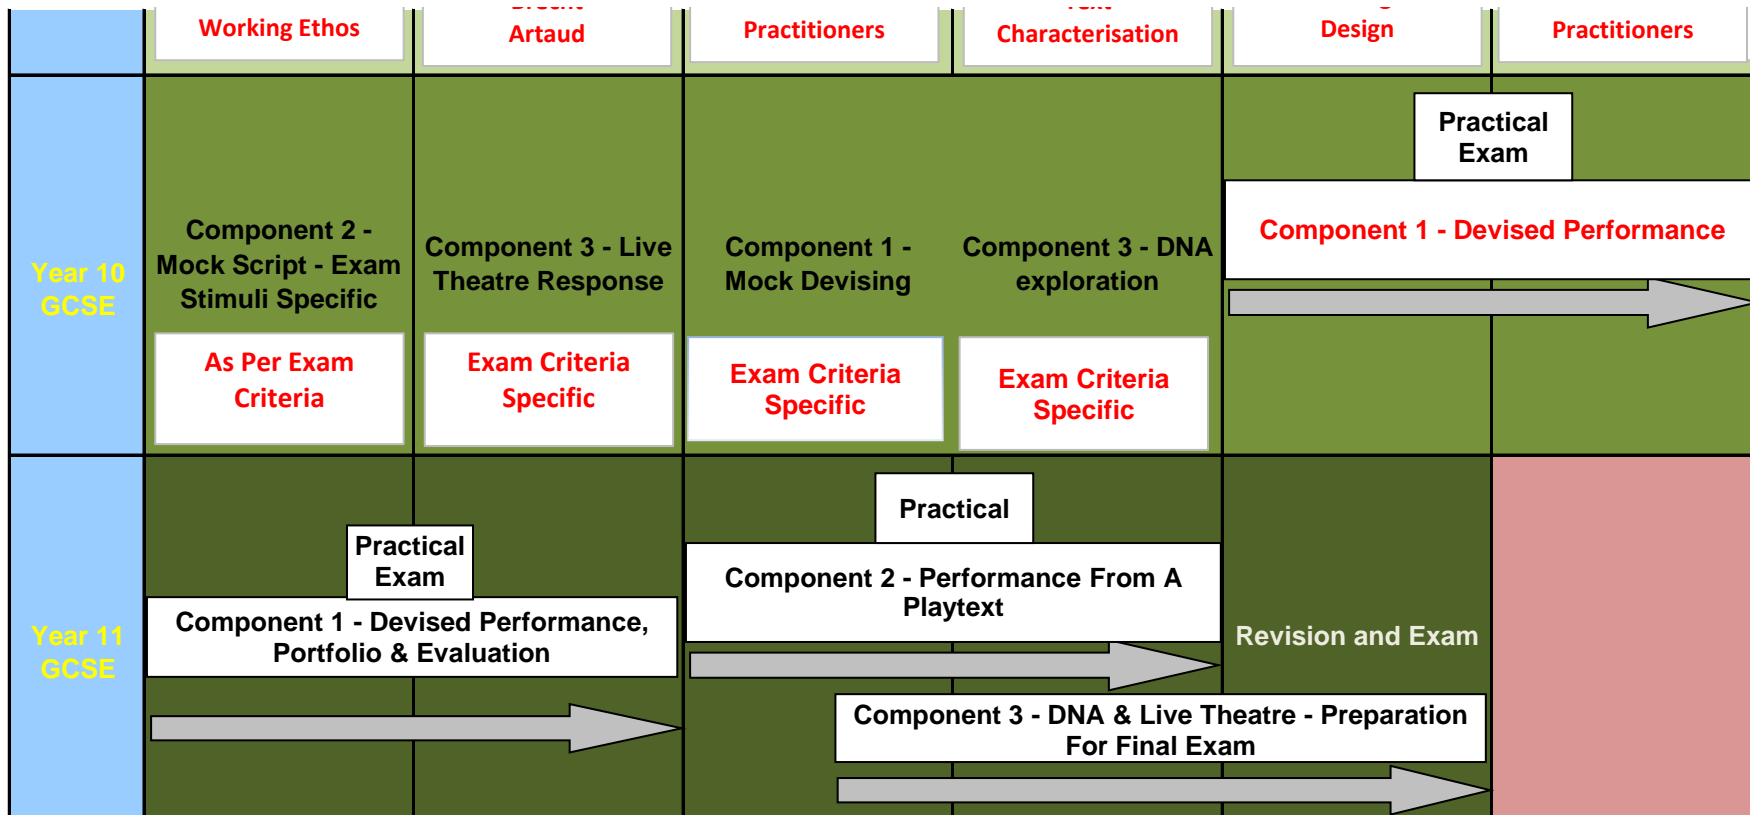 Working Ethos
Artaud
Practitioners
Characterisation
Design
Practitioners
Year 10
GCSE
Component 2 -
Mock Script - Exam
Stimuli Specific
As Per Exam
Criteria
Component 3 - Live
Theatre Response
Exam Criteria
Specific
Component 1 -
Mock Devising
Exam Criteria
Specific
Component 3 - DNA
exploration
Exam Criteria
Specific
Practical
Exam
Component 1 - Devised Performance
Year 11
GCSE
Practical
Exam
Component 1 - Devised Performance,
Portfolio & Evaluation
Practical
Component 2 - Performance From A
Playtext
Component 3 - DNA & Live Theatre - Preparation
For Final Exam
Revision and Exam